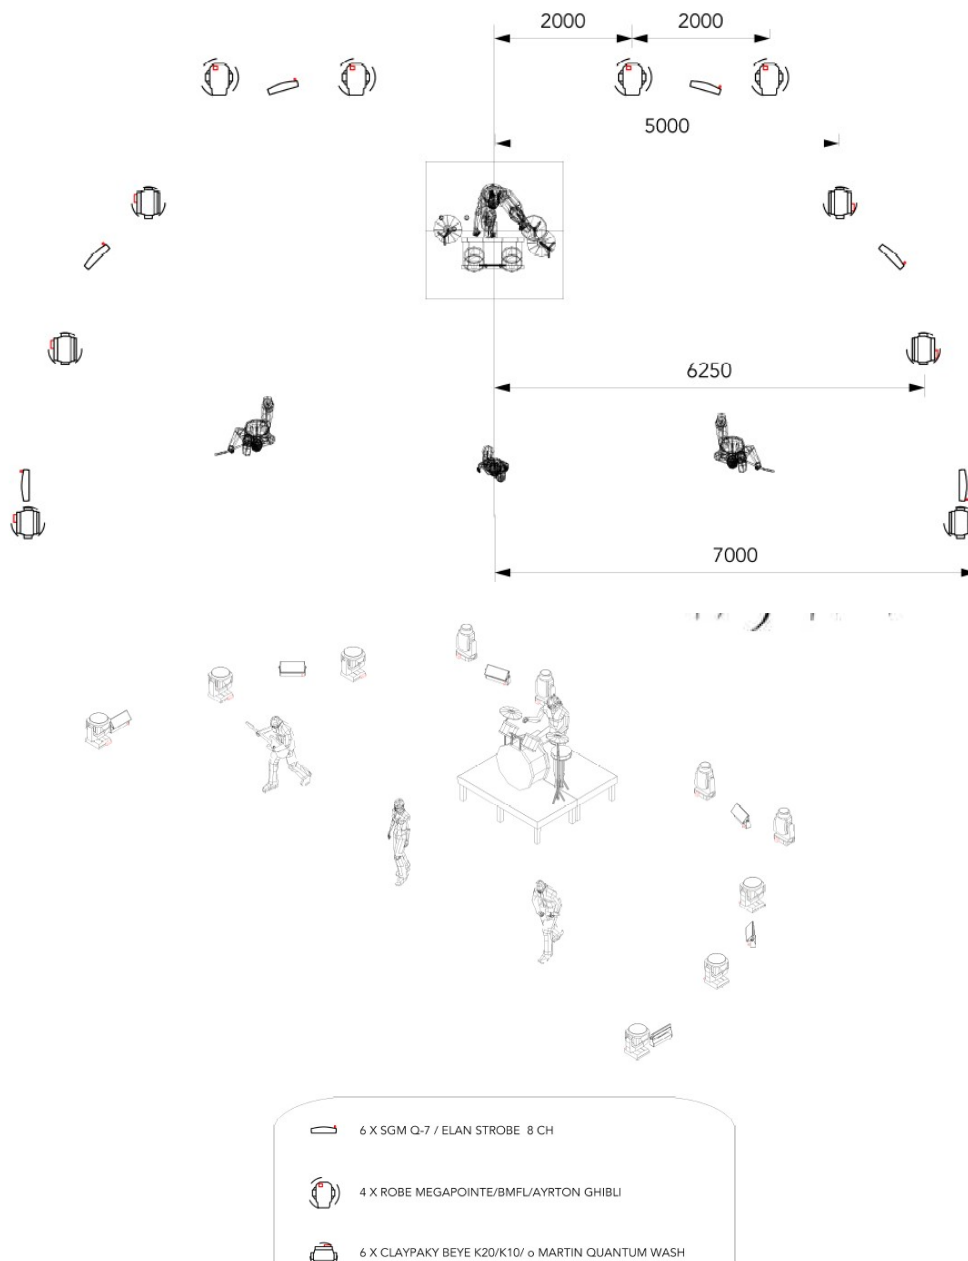 2000
2000
5000
6250
7000
6 X SGM Q-7 / ELAN STROBE 8 CH
4 X ROBE MEGAPOINTE/BMFL/AYRTON GHIBLI
6 X CLAYPAKY BEYE K20/K10/ o MARTIN QUANTUM WASH